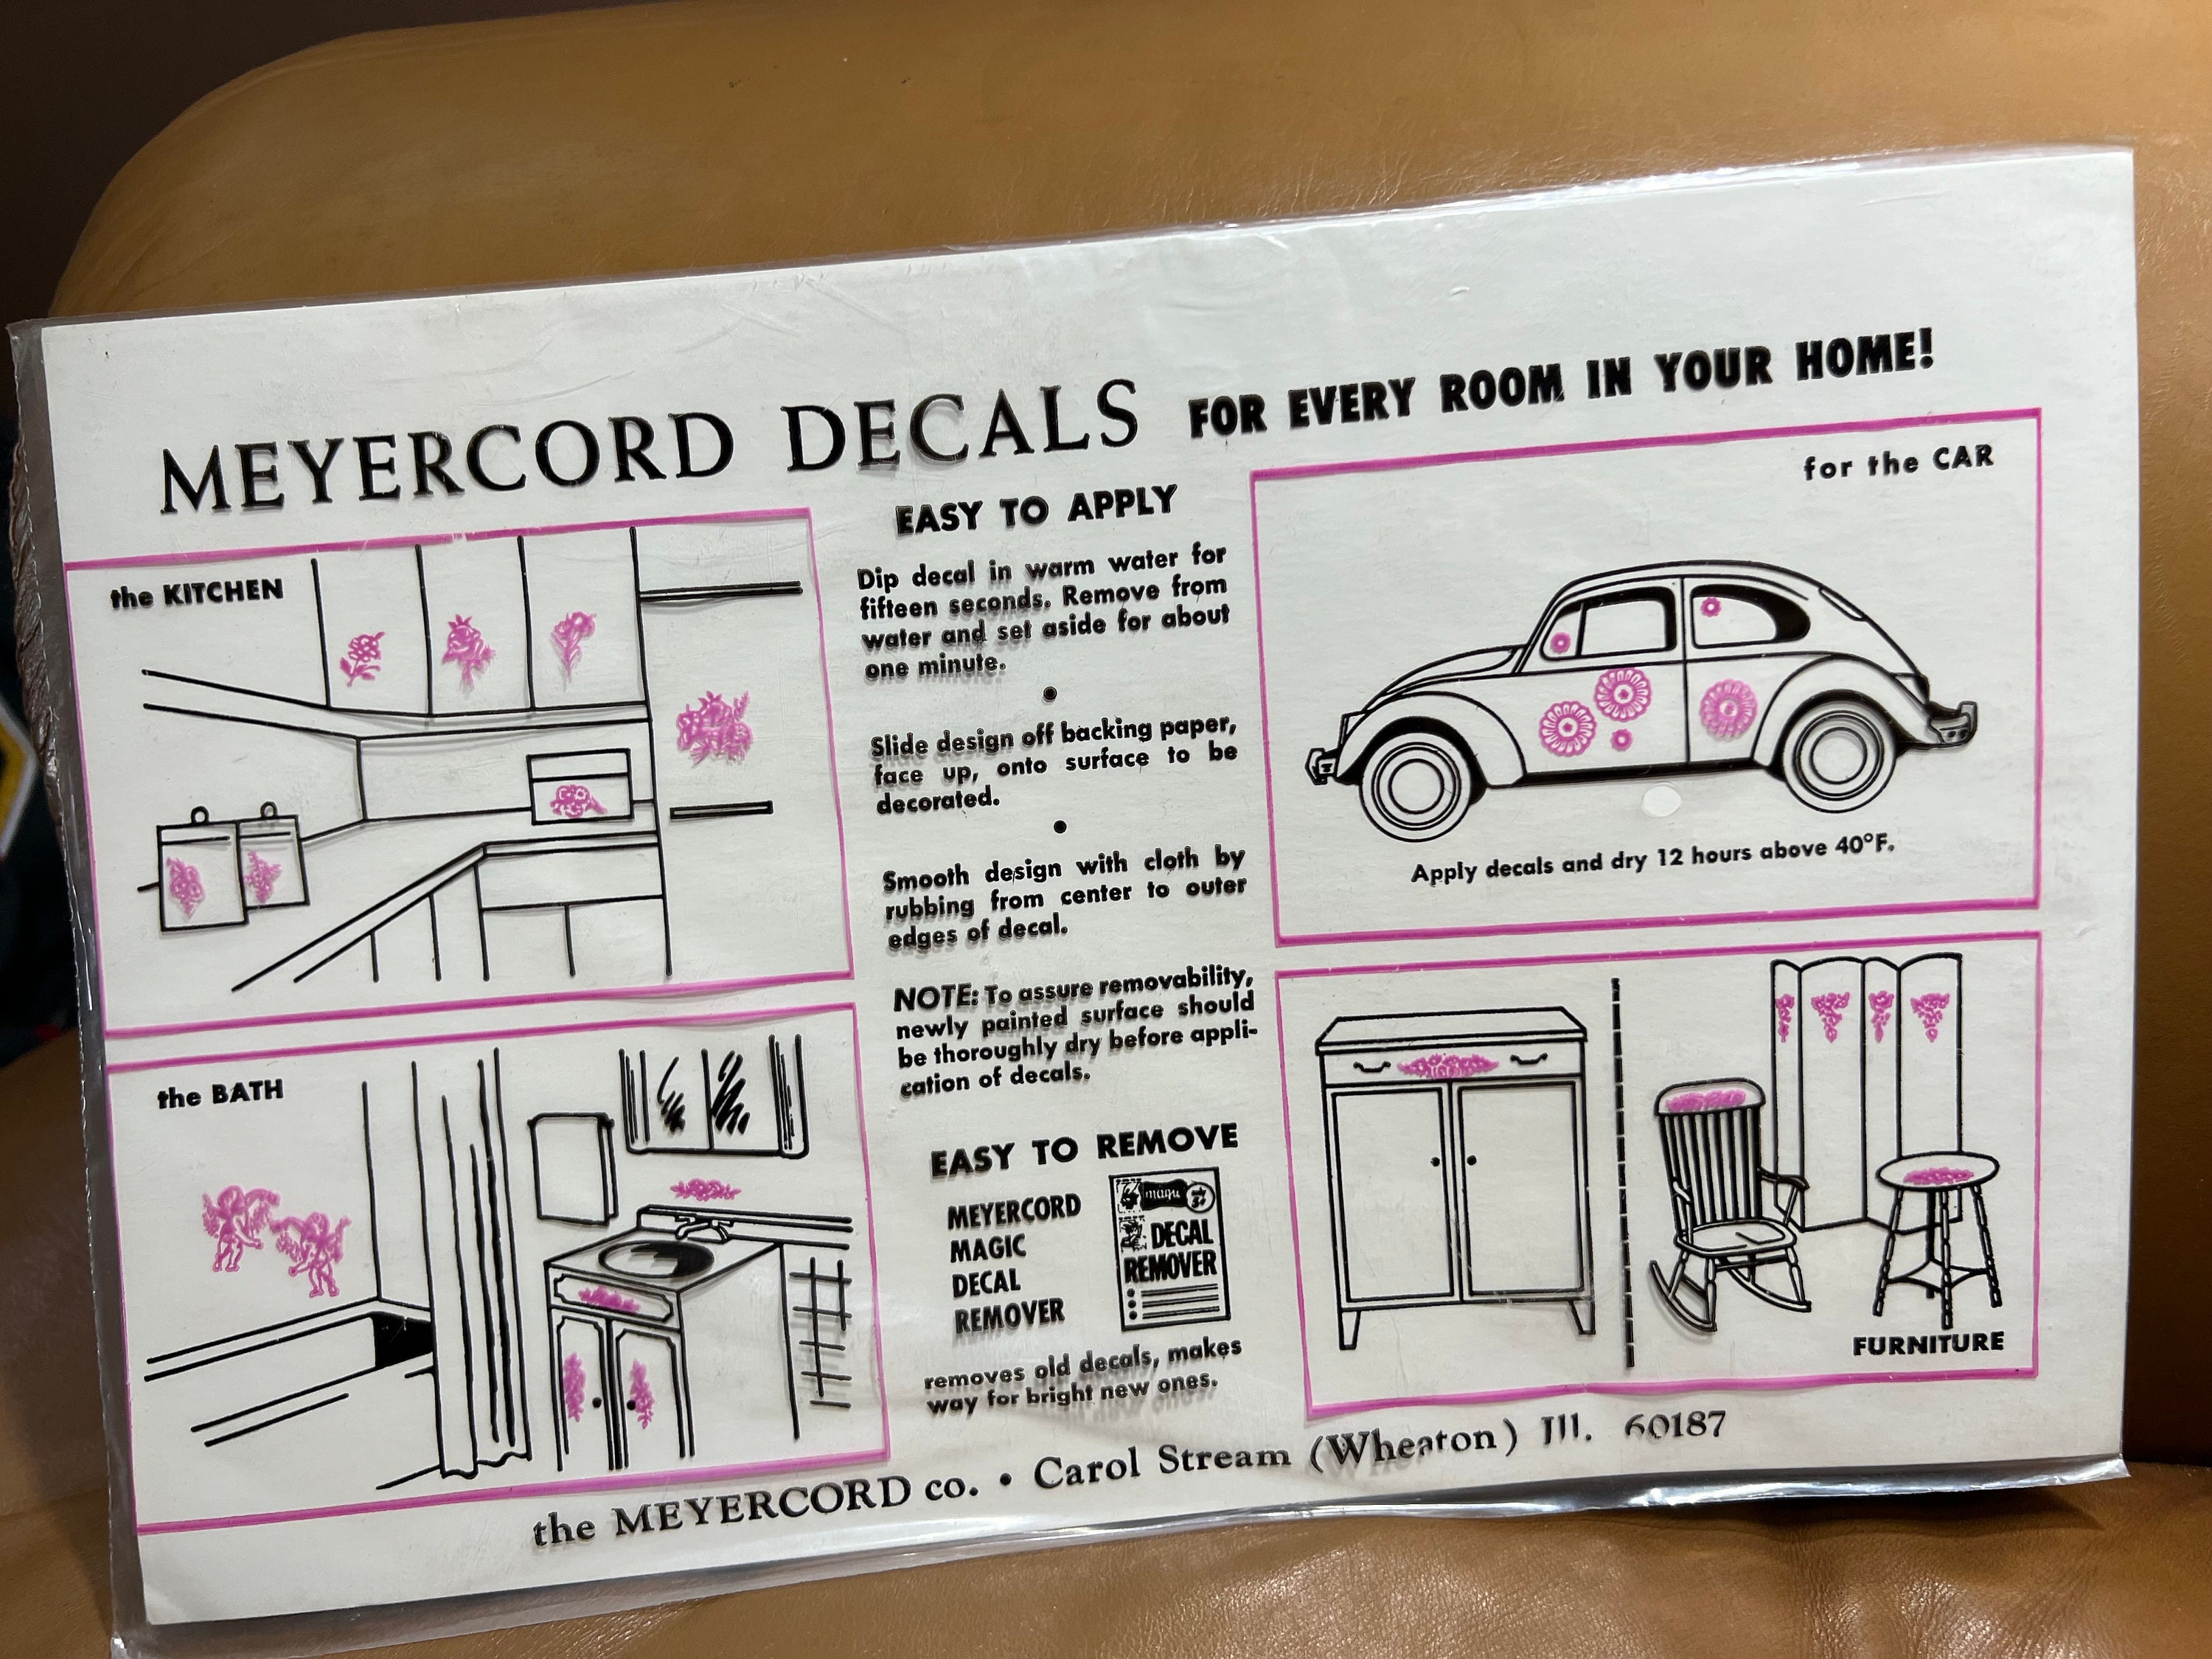 MEYERCORD DECALS FOR EVERY ROOM IN YOUR HOME!
the KITCHEN
the BATH
EASY TO APPLY
Dip decal in warm water for
fifteen seconds. Remove from
water and set aside for about
one minute.
•
Slide design off backing paper,
face up, onto surface to be
decorated.
•
Smooth design with cloth by
rubbing from center to outer
edges of decal.
NOTE: To assure removability,
newly painted surface should
be thoroughly dry before appli-
cation of decals.
EASY TO REMOVE
MEYERCORD
MAGIC
DECAL
REMOVER
DECAL
REMOVER
removes old decals, makes
way for bright new ones.
for the CAR
Apply decals and dry 12 hours above 40°F.
FURNITURE
the MEYERCORD co. • Carol Stream (Wheaton) Ill. 60187